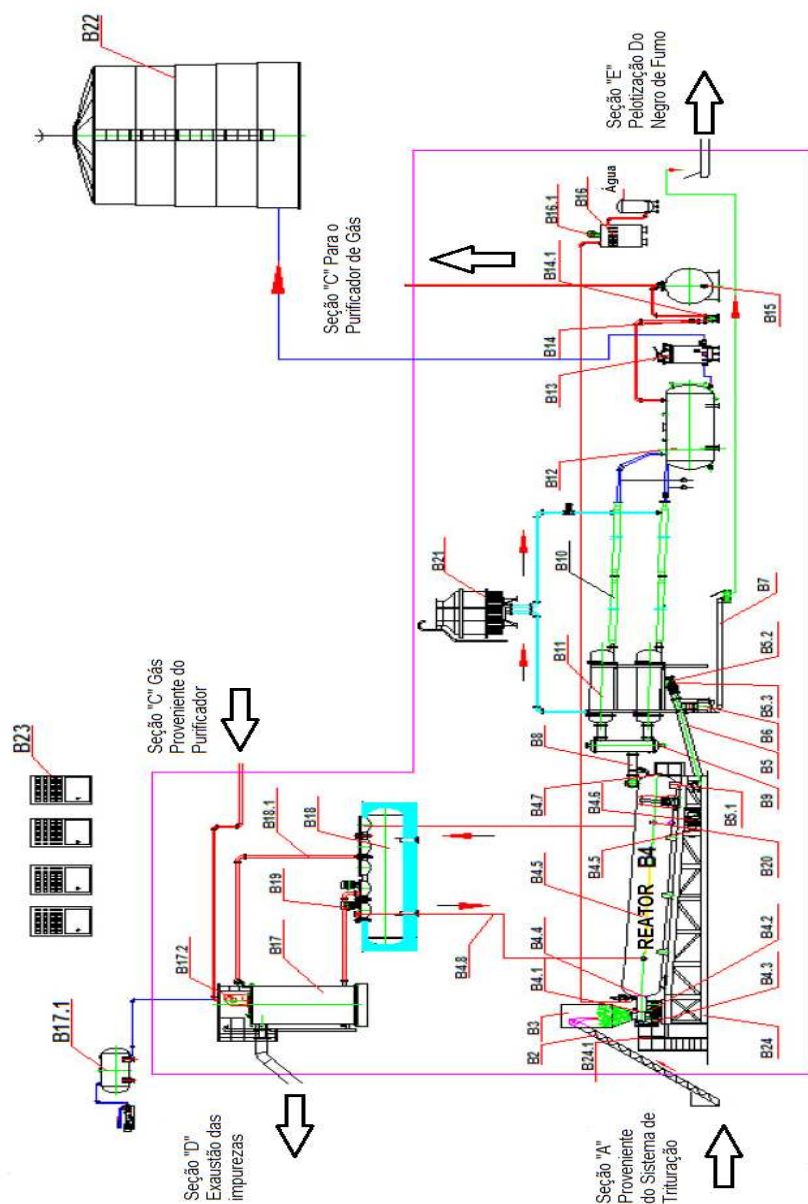 B22
B23
B17.1
Seção "C" Gás
Proveniente do
Purificador
Seção "C" Para o
Purificador de Gás
Seção "D"
Exaustão das
impurezas
B17.2
B17
B19
B18.1
B18
B21
B4.8
Seção "E"
Pelotização Do
Negro de Fumo
Seção "A"
Proveniente
do Sistema de
Trituração
B24.1
B2
B3
B4.1
B4.4
B4.5
B4.6
B4.7
B8
B11
B10
B12
B13
B14
B14.1
B16.1
B16
Água
REATOR B4
B24
B4.3
B4.2
B4.5
B20
B5.1
B9
B5
B6
B5.3
B5.2
B7
B15